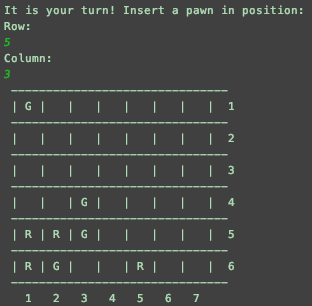 It is your turn! Insert a pawn in position:
Row:
5
Column:
3
-------------------------------
| G |   |   |   |   |   |   | 1
-------------------------------
|   |   |   |   |   |   |   | 2
-------------------------------
|   |   |   |   |   |   |   | 3
-------------------------------
|   |   | G |   |   |   |   | 4
-------------------------------
| R | R | G |   |   |   |   | 5
-------------------------------
| R | G |   |   | R |   |   | 6
-------------------------------
1 2 3 4 5 6 7